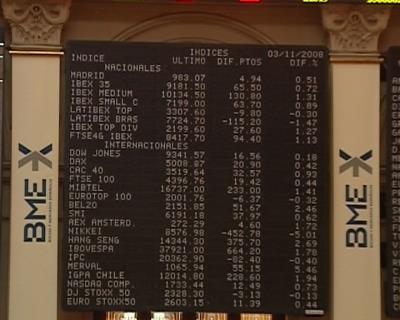 INDICES 03/11/2008
INDICE ULTIMO DIF.PTOS DIF.%
NACIONALES
MADRID 983.07 4.94 0.51
IBEX 35 9181.50 65.50 0.72
IBEX MEDIUM 10134.50 130.80 1.31
IBEX SMALL C 7199.00 63.70 0.89
LATIBEX TOP 3307.60 -9.80 -0.30
LATIBEX BRAS 7724.70 -115.20 -1.47
IBEX TOP DIV 2199.60 27.60 1.27
FTSE4G IBEX 8417.70 94.40 1.13
INTERNACIONALES
DOW JONES 9341.57 16.56 0.18
DAX 5008.87 20.90 0.42
CAC 40 3519.64 32.57 0.93
FTSE 100 4396.76 19.42 0.44
MIBTEL 16737.00 233.00 1.41
EUROTOP 100 2001.76 -6.37 -0.32
BEL20 2151.85 51.67 2.46
SMI 6191.18 37.97 0.62
AEX AMSTERD. 272.29 4.60 1.72
NIKKEI 8576.98 -452.78 -5.01
HANG SENG 14344.30 375.70 2.69
IBOVESPA 37921.00 664.20 1.78
IPC 20362.90 -82.40 -0.40
MERVAL 1065.94 55.15 5.46
IGPA CHILE 12014.80 228.60 1.94
NASDAQ COMP. 1733.44 12.49 0.73
DJ STOXX 50 2328.30 -3.13 -0.13
EURO STOXX50 2603.15 11.39 0.44
BME
BME